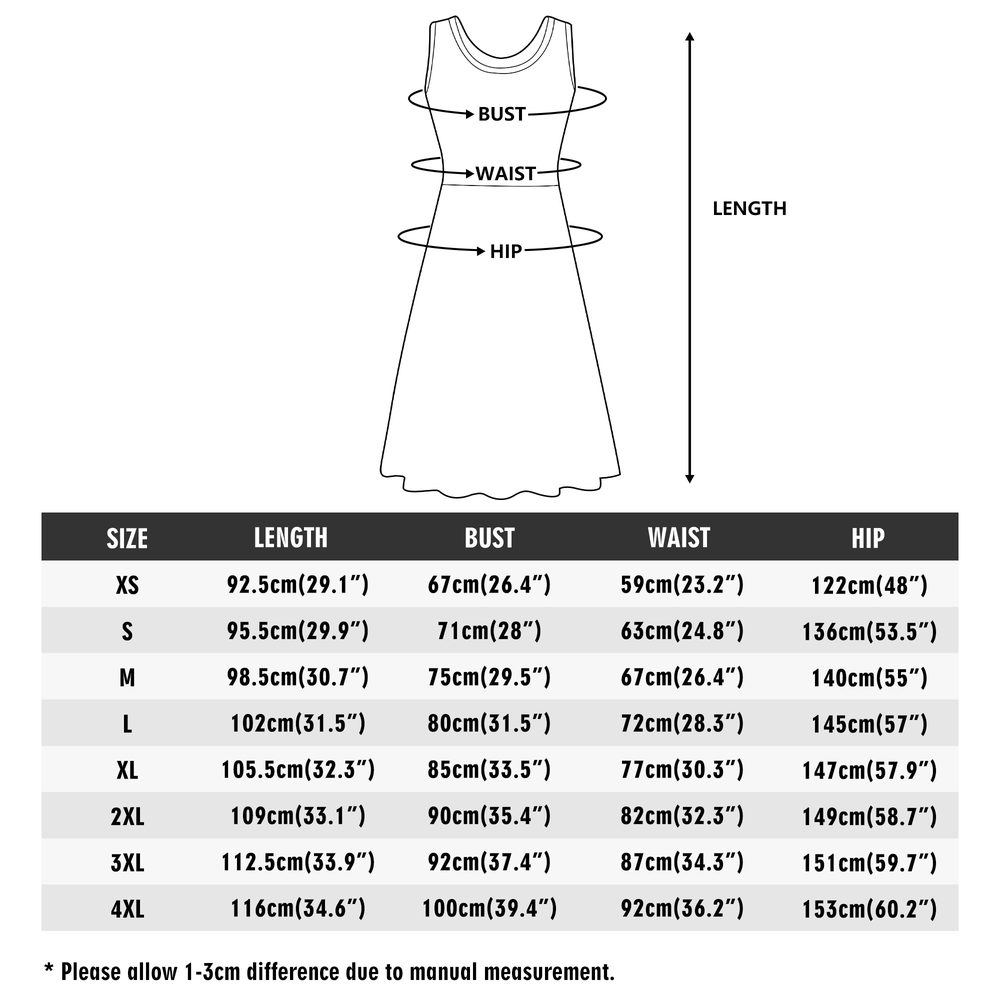 BUST
WAIST
LENGTH
HIP
SIZE LENGTH BUST WAIST HIP
XS 92.5cm(29.1”) 67cm(26.4”) 59cm(23.2”) 122cm(48”)
S 95.5cm(29.9”) 71cm(28”) 63cm(24.8”) 136cm(53.5”)
M 98.5cm(30.7”) 75cm(29.5”) 67cm(26.4”) 140cm(55”)
L 102cm(31.5”) 80cm(31.5”) 72cm(28.3”) 145cm(57”)
XL 105.5cm(32.3”) 85cm(33.5”) 77cm(30.3”) 147cm(57.9”)
2XL 109cm(33.1”) 90cm(35.4”) 82cm(32.3”) 149cm(58.7”)
3XL 112.5cm(33.9”) 92cm(37.4”) 87cm(34.3”) 151cm(59.7”)
4XL 116cm(34.6”) 100cm(39.4”) 92cm(36.2”) 153cm(60.2”)
* Please allow 1-3cm difference due to manual measurement.